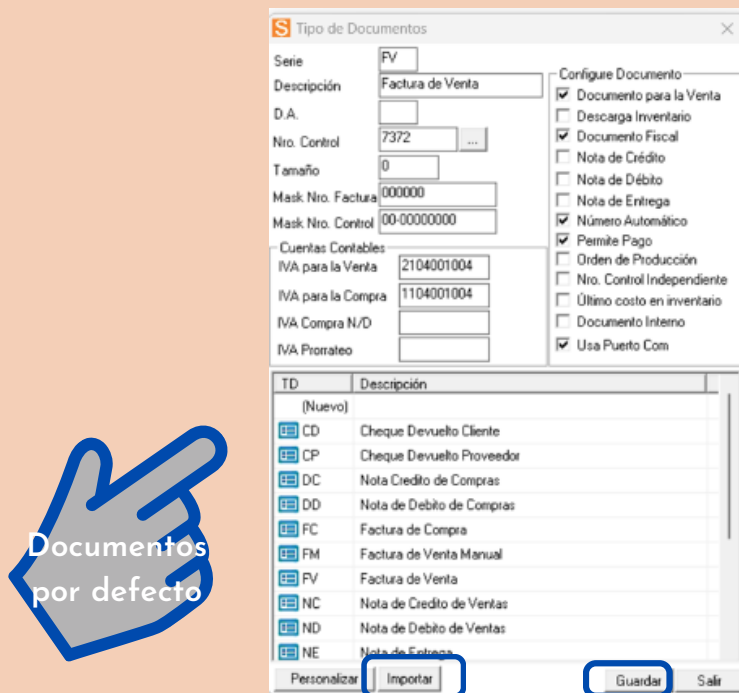 S Tipo de Documentos
Serie FV
Descripción Factura de Venta
D.A.
Nro. Control 7372 ...
Tamaño 0
Mask Nro. Factura 000000
Mask Nro. Control 00-00000000
Cuentas Contables
IVA para la Venta 2104001004
IVA para la Compra 1104001004
IVA Compra N/D
IVA Prorrateo
Configure Documento
Documento para la Venta
Descarga Inventario
Documento Fiscal
Nota de Crédito
Nota de Débito
Nota de Entrega
Número Automático
Permite Pago
Orden de Producción
Nro. Control Independiente
Último costo en inventario
Documento Interno
Usa Puerto Com
TD Descripción
(Nuevo)
CD Cheque Devuelto Cliente
CP Cheque Devuelto Proveedor
DC Nota Credito de Compras
DD Nota de Debito de Compras
FC Factura de Compra
FM Factura de Venta Manual
FV Factura de Venta
NC Nota de Credito de Ventas
ND Nota de Debito de Ventas
NE Nota de Entrega
Personalizar Importar Guardar Salir
Documentos
por defecto